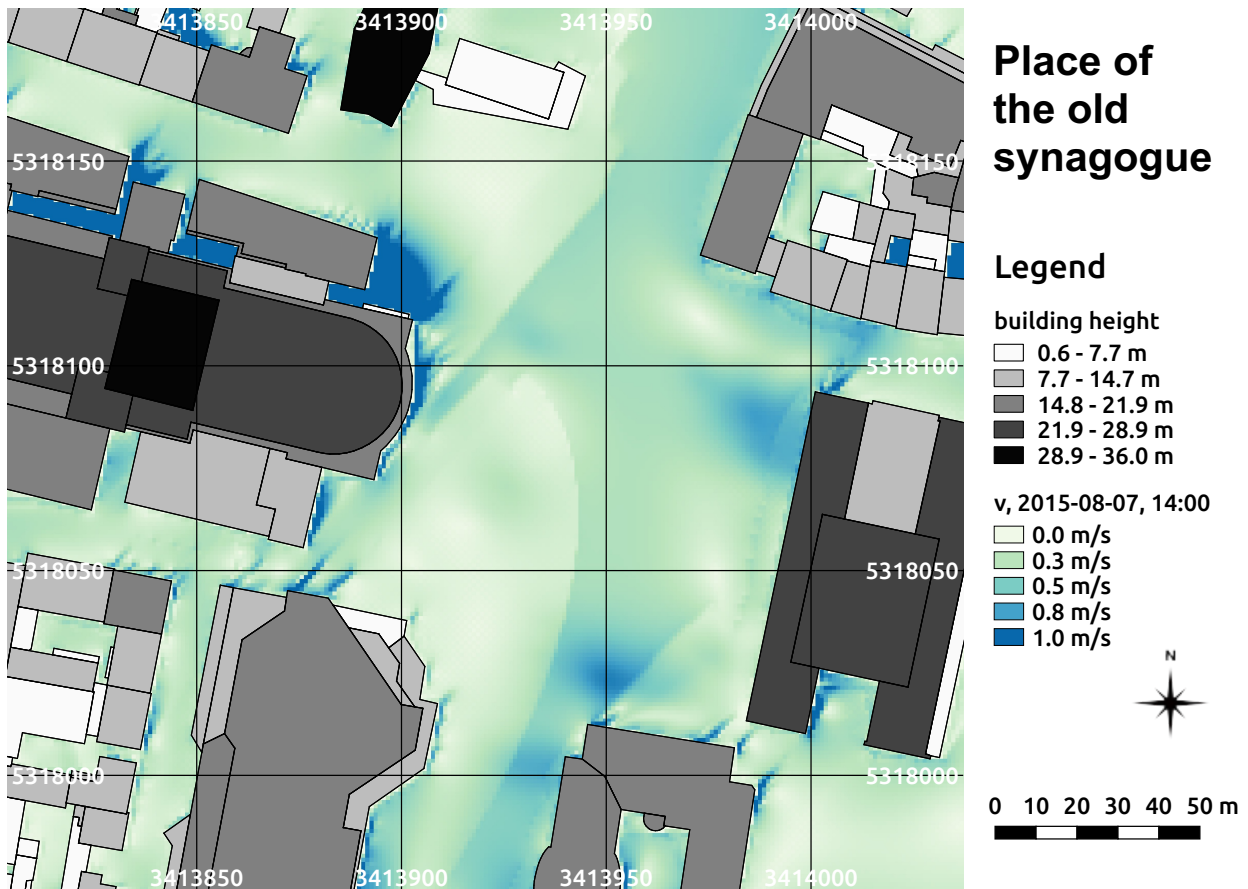 3413850 3413900 3413950 3414000
Place of
the old
synagogue
5318150 5318150
Legend
building height
0.6 - 7.7 m
7.7 - 14.7 m
14.8 - 21.9 m
21.9 - 28.9 m
28.9 - 36.0 m
5318100 5318100
v, 2015-08-07, 14:00
0.0 m/s
0.3 m/s
0.5 m/s
0.8 m/s
1.0 m/s
5318050 5318050
N
5318000 5318000
0 10 20 30 40 50 m
3413850 3413900 3413950 3414000